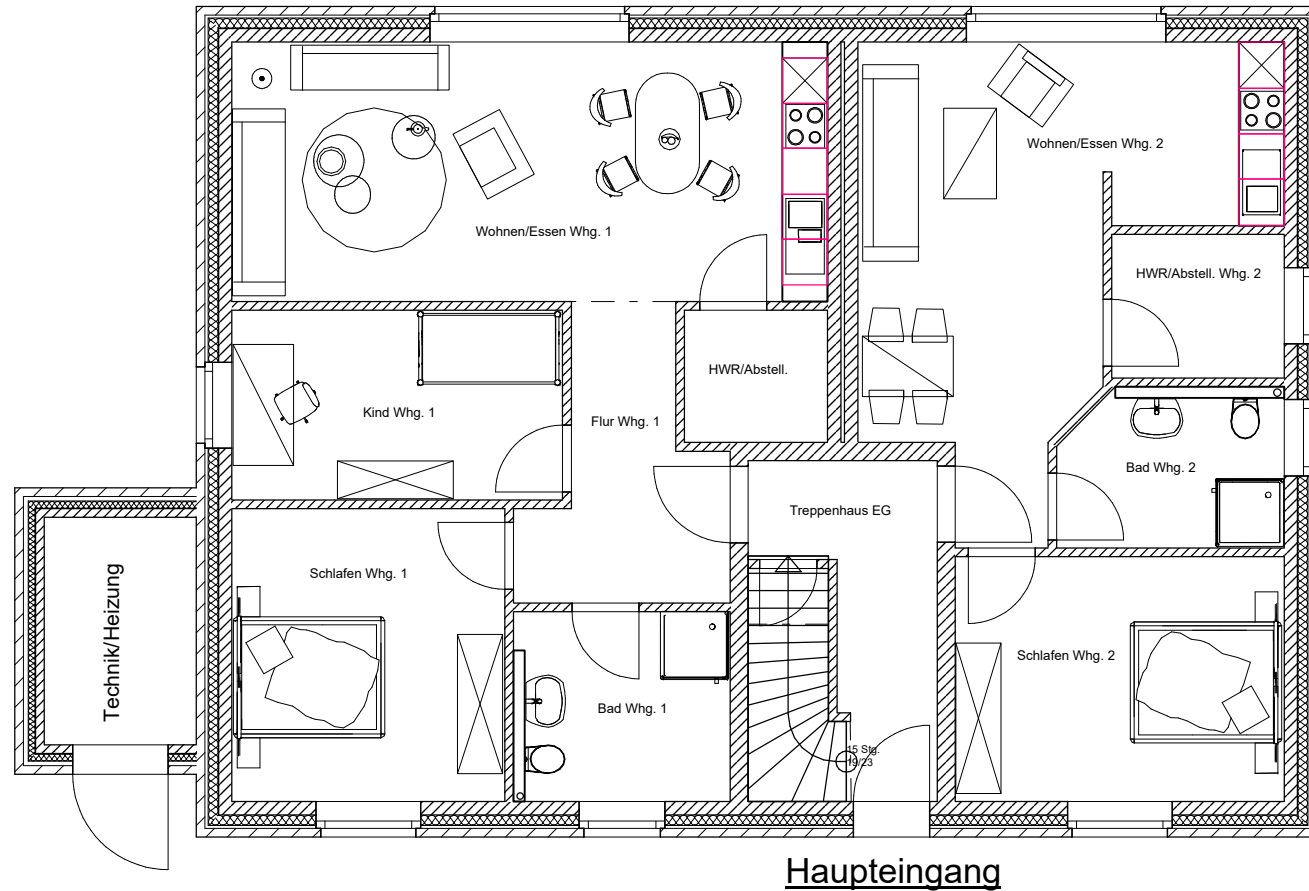 Wohnen/Essen Whg. 2
Wohnen/Essen Whg. 1
HWR/Abstell. Whg. 2
HWR/Abstell.
Kind Whg. 1
Flur Whg. 1
Bad Whg. 2
Treppenhaus EG
Schlafen Whg. 1
Technik/Heizung
Schlafen Whg. 2
Bad Whg. 1
15 Stg.
19/23
Haupteingang